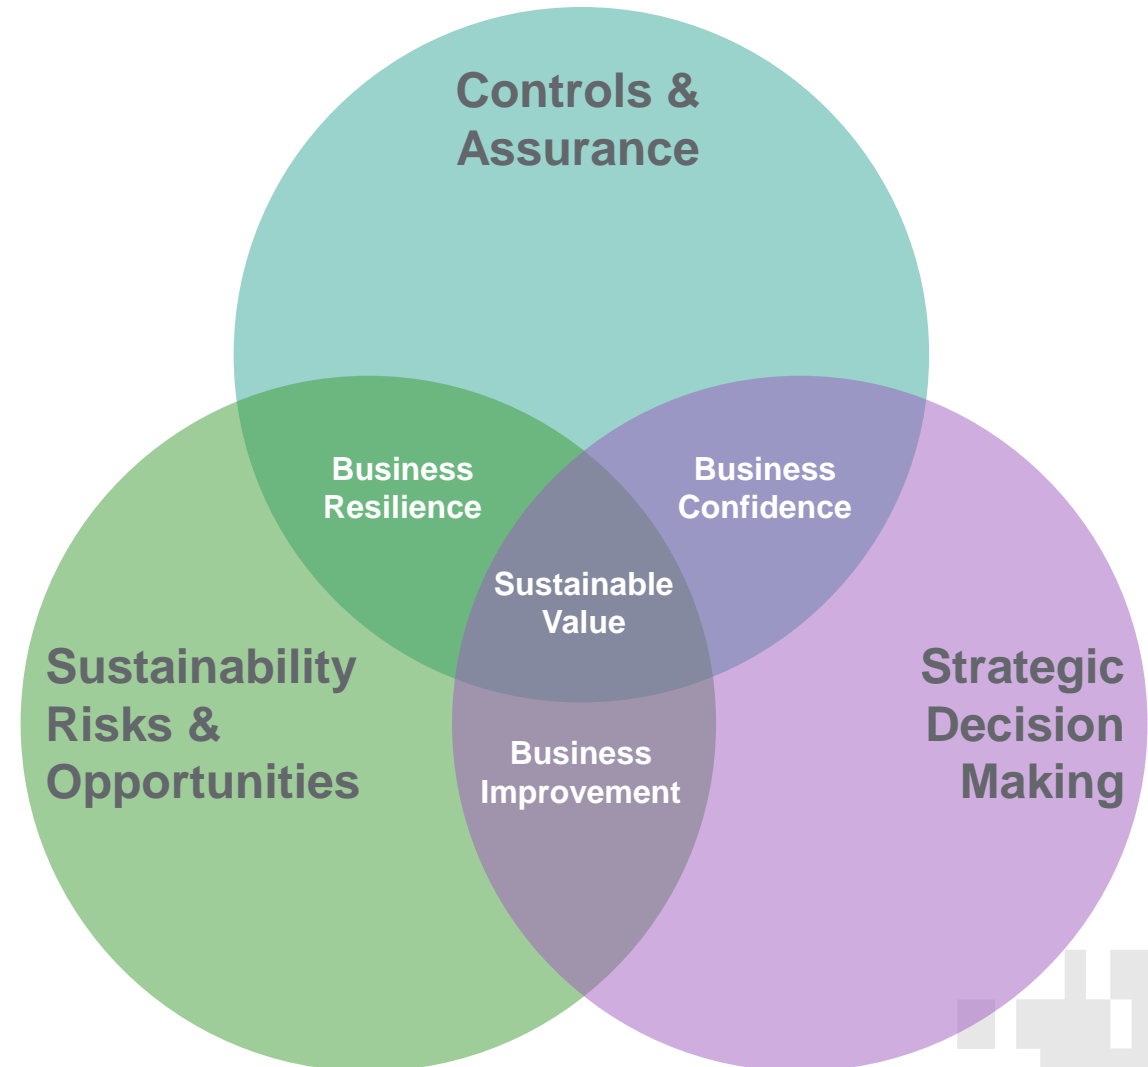 Controls &
Assurance
Business
Resilience
Business
Confidence
Sustainable
Value
Sustainability
Risks &
Opportunities
Strategic
Decision
Making
Business
Improvement